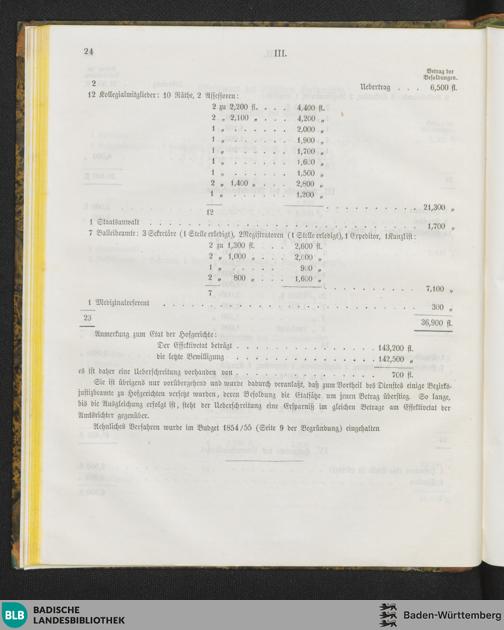 24
III.
Betrag der
Besoldungen.
2 Uebertrag . . . 6,500 fl.
12 Kollegialmitglieder: 10 Räthe, 2 Assessoren:
2 zu 2,200 fl. . . . 4,400 fl.
2 „ 2,100 „ . . . . 4,200 „
1 „ . . . . . . 2,000 „
1 „ . . . . . . 1,900 „
1 „ . . . . . . 1,700 „
1 „ . . . . . . 1,600 „
1 „ . . . . . . 1,500 „
2 „ 1,400 „ . . . . 2,800 „
1 „ . . . . . . 1,200 „
12 . . . 21,300 „
1 Staatsanwalt . . . 1,700 „
7 Kanzleibeamte: 3 Sekretäre (1 Stelle erledigt), 2 Registratoren (1 Stelle erledigt), 1 Expeditor, 1 Kanzlist:
2 zu 1,300 fl. . . . 2,600 fl.
2 „ 1,000 „ . . . . 2,000 „
1 „ . . . . . . 900 „
2 „ 800 „ . . . . 1,600 „
7 . . . 7,100 „
1 Medizinalreferent . . . 300 „
23 36,900 fl.
Anmerkung zum Etat der Hofgerichte:
Der Effektivetat beträgt . . . 143,200 fl.
die letzte Bewilligung . . . 142,500 „
es ist daher eine Ueberschreitung vorhanden von . . . 700 fl.
Sie ist übrigens nur vorübergehend und wurde dadurch veranlaßt, daß zum Vortheil des Dienstes einige Bezirks-
justizbeamte zu Hofgerichten versetzt wurden, deren Besoldung die Etatsätze um jenen Betrag überstieg. So lange,
bis die Ausgleichung erfolgt ist, steht der Ueberschreitung eine Ersparniß im gleichen Betrage am Effektivetat der
Amtsrichter gegenüber.
Aehnliches Verfahren wurde im Budget 1854/55 (Seite 9 der Begründung) eingehalten
BLB
BADISCHE
LANDESBIBLIOTHEK
Baden-Württemberg